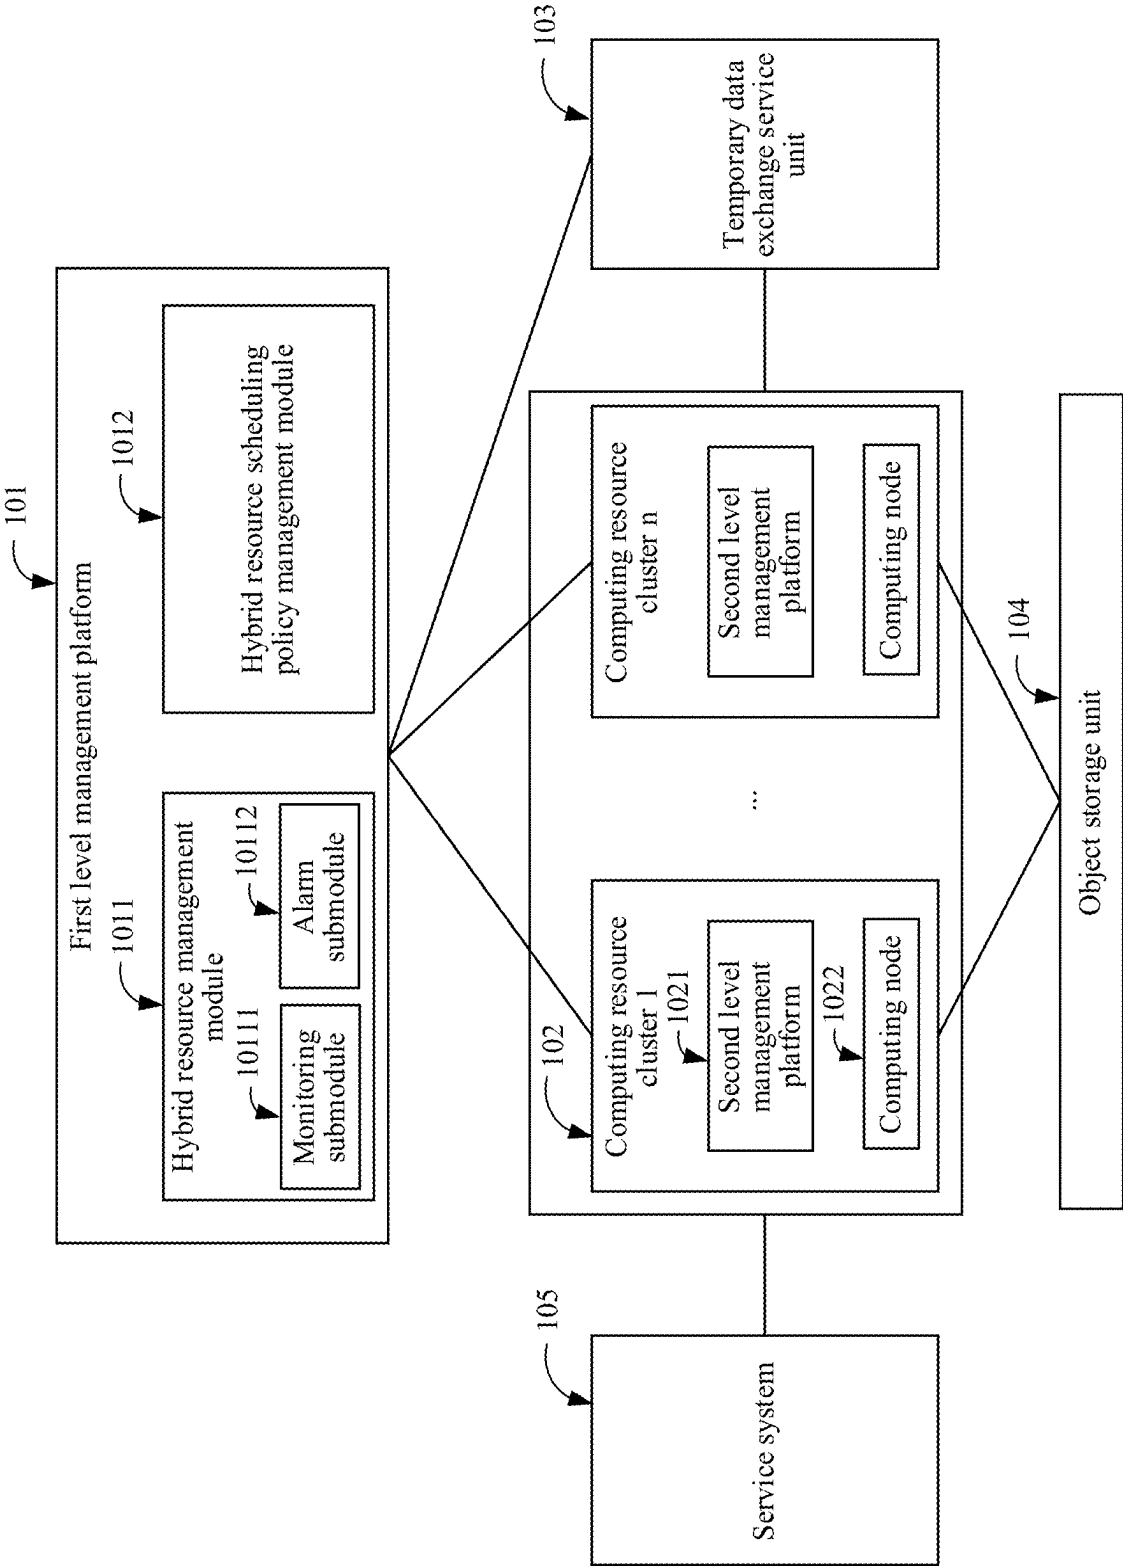 101
First level management platform
1011
Hybrid resource management
module
10111
Monitoring
submodule
10112
Alarm
submodule
1012
Hybrid resource scheduling
policy management module
105
Service system
102
Computing resource
cluster 1
1021
Second level
management
platform
1022
Computing node
...
Computing resource
cluster n
Second level
management
platform
Computing node
103
Temporary data
exchange service
unit
104
Object storage unit